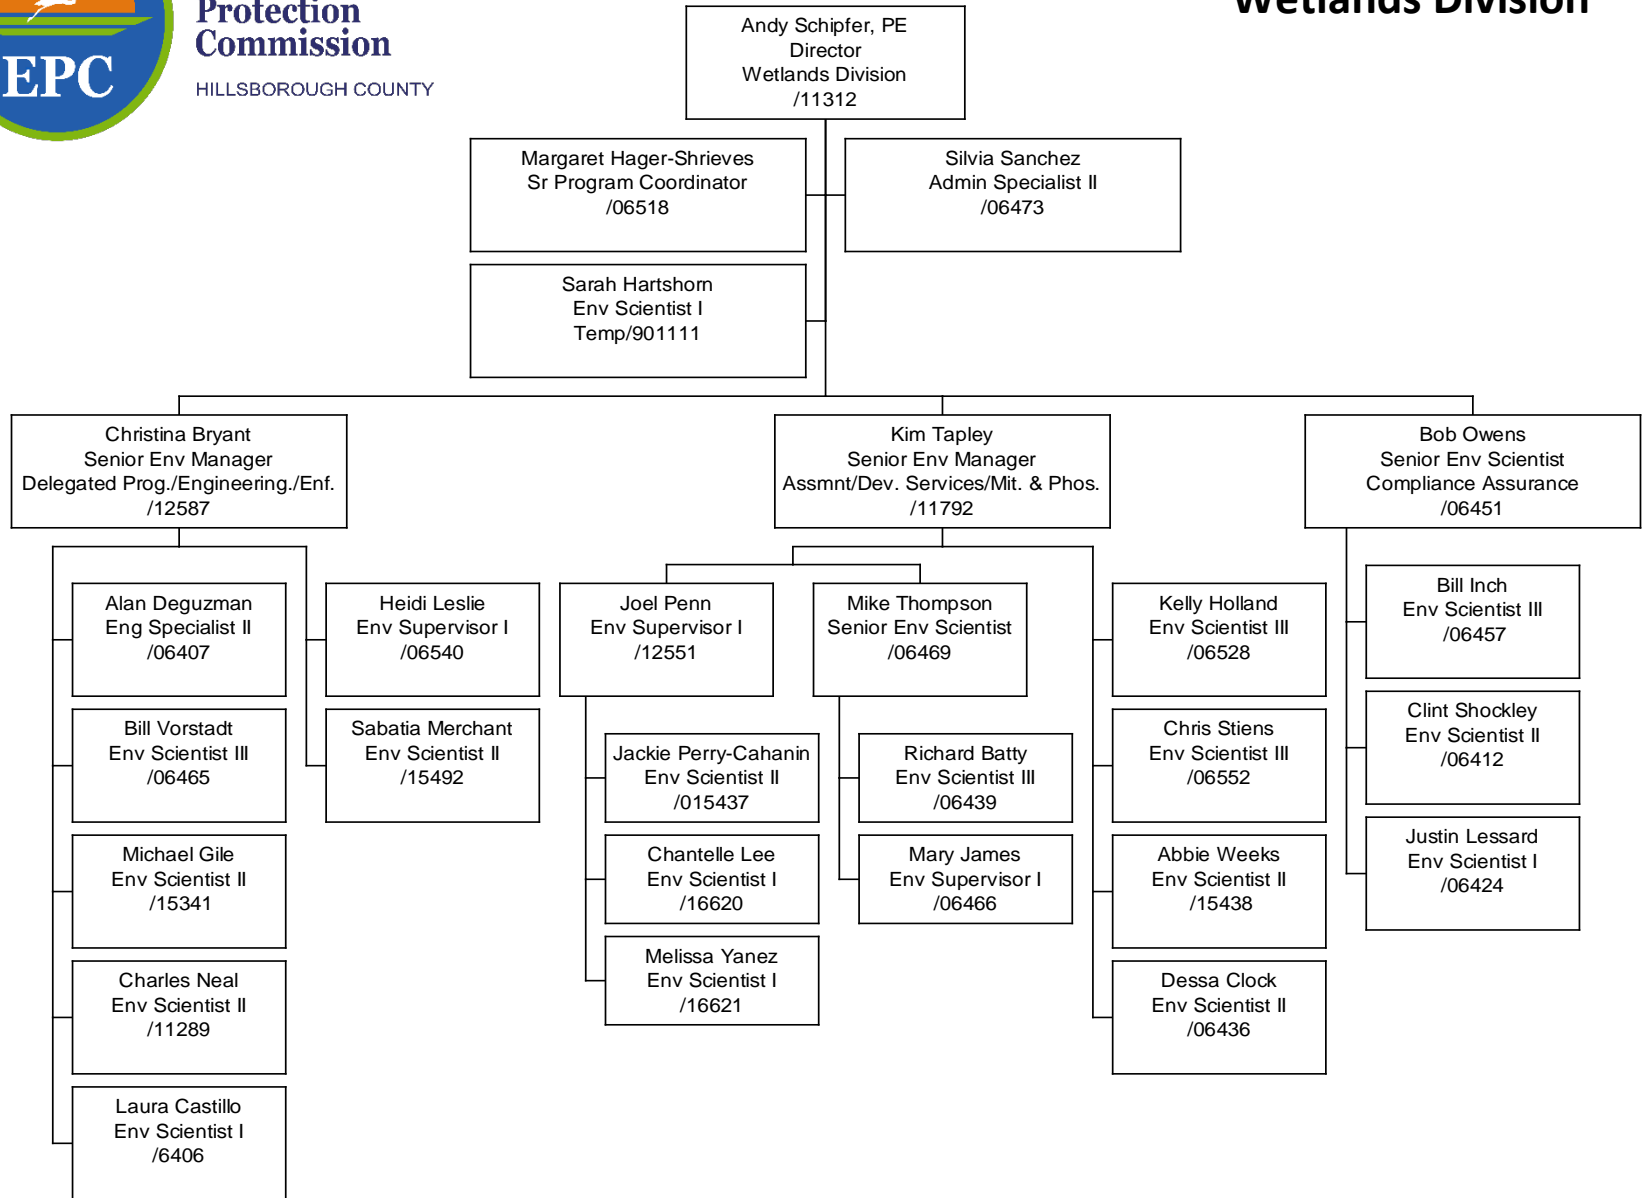 Protection
Commission
HILLSBOROUGH COUNTY
EPC
Wetlands Division
Andy Schipfer, PE
Director
Wetlands Division
/11312
Margaret Hager-Shrieves
Sr Program Coordinator
/06518
Silvia Sanchez
Admin Specialist II
/06473
Sarah Hartshorn
Env Scientist I
Temp/901111
Christina Bryant
Senior Env Manager
Delegated Prog./Engineering./Enf.
/12587
Kim Tapley
Senior Env Manager
Assmnt/Dev. Services/Mit. & Phos.
/11792
Bob Owens
Senior Env Scientist
Compliance Assurance
/06451
Alan Deguzman
Eng Specialist II
/06407
Bill Vorstadt
Env Scientist III
/06465
Michael Gile
Env Scientist II
/15341
Charles Neal
Env Scientist II
/11289
Laura Castillo
Env Scientist I
/6406
Heidi Leslie
Env Supervisor I
/06540
Sabatia Merchant
Env Scientist II
/15492
Joel Penn
Env Supervisor I
/12551
Jackie Perry-Cahanin
Env Scientist II
/015437
Chantelle Lee
Env Scientist I
/16620
Melissa Yanez
Env Scientist I
/16621
Mike Thompson
Senior Env Scientist
/06469
Richard Batty
Env Scientist III
/06439
Mary James
Env Supervisor I
/06466
Kelly Holland
Env Scientist III
/06528
Chris Stiens
Env Scientist III
/06552
Abbie Weeks
Env Scientist II
/15438
Dessa Clock
Env Scientist II
/06436
Bill Inch
Env Scientist III
/06457
Clint Shockley
Env Scientist II
/06412
Justin Lessard
Env Scientist I
/06424